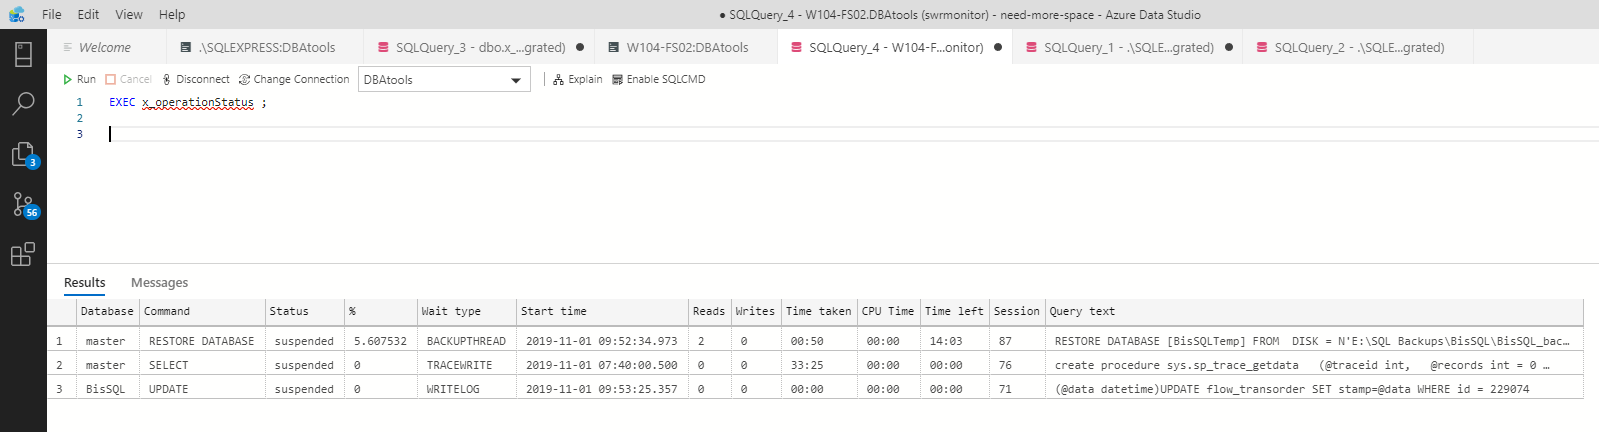 File Edit View Help ● SQLQuery_4 - W104-FS02.DBAtools (swrmonitor) - need-more-space - Azure Data Studio
Welcome .\SQLEXPRESS:DBAtools SQLQuery_3 - dbo.x_...grated) ● W104-FS02:DBAtools SQLQuery_4 - W104-F...onitor) ● SQLQuery_1 - .\SQLE...grated) ● SQLQuery_2 - .\SQLE...grated)
Run Cancel Disconnect Change Connection DBAtools Explain Enable SQLCMD
1 EXEC x_operationStatus ;
2
3
3
56
Results Messages
Database Command Status % Wait type Start time Reads Writes Time taken CPU Time Time left Session Query text
1 master RESTORE DATABASE suspended 5.607532 BACKUPTHREAD 2019-11-01 09:52:34.973 2 0 00:50 00:00 14:03 87 RESTORE DATABASE [BisSQLTemp] FROM DISK = N'E:\SQL Backups\BisSQL\BisSQL_bac...
2 master SELECT suspended 0 TRACEWRITE 2019-11-01 07:40:00.500 0 0 33:25 00:00 00:00 76 create procedure sys.sp_trace_getdata (@traceid int, @records int = 0 ...
3 BisSQL UPDATE suspended 0 WRITELOG 2019-11-01 09:53:25.357 0 0 00:00 00:00 00:00 71 (@data datetime)UPDATE flow_transorder SET stamp=@data WHERE id = 229074